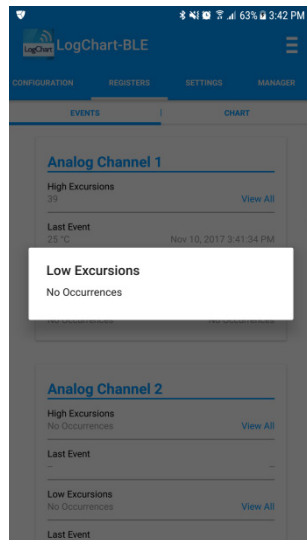 63% 3:42 PM
LogChart LogChart-BLE
CONFIGURATION REGISTERS SETTINGS MANAGER
EVENTS CHART
Analog Channel 1
High Excursions
39 View All
Last Event
25 °C Nov 10, 2017 3:41:34 PM
Low Excursions
No Occurrences
No Occurrences No Occurrences
Analog Channel 2
High Excursions
No Occurrences View All
Last Event
-- --
Low Excursions
No Occurrences View All
Last Event